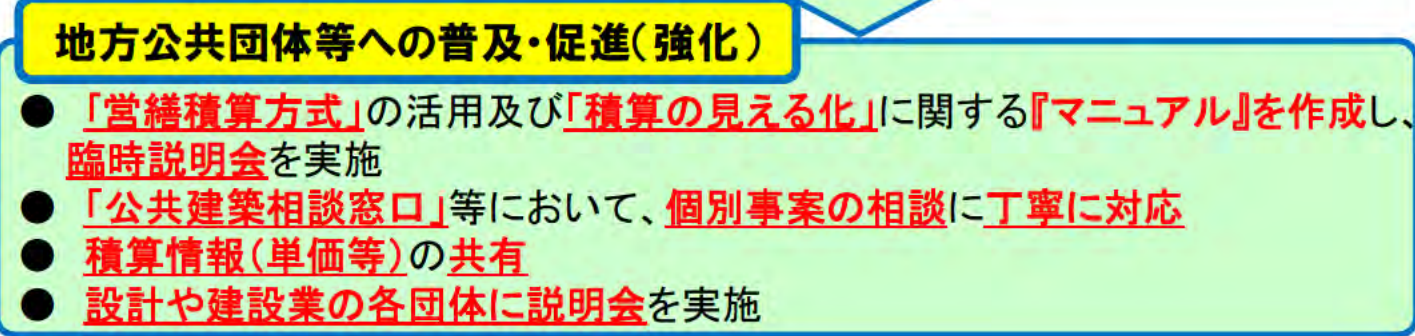 地方公共団体等への普及・促進(強化)
● 「営繕積算方式」の活用及び「積算の見える化」に関する『マニュアル』を作成し、
臨時説明会を実施
● 「公共建築相談窓口」等において、個別事案の相談に丁寧に対応
● 積算情報(単価等)の共有
● 設計や建設業の各団体に説明会を実施